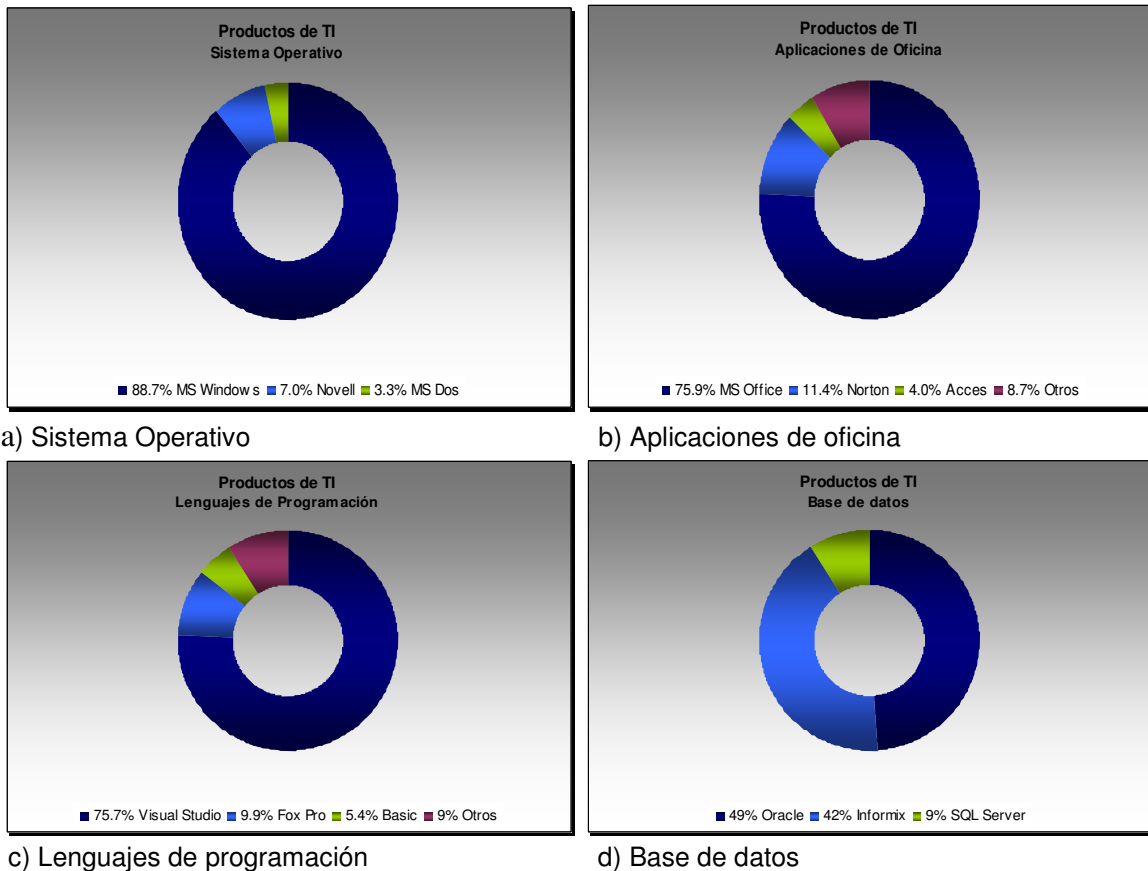 Productos de TI
Sistema Operativo
88.7% MS Windows 7.0% Novell 3.3% MS Dos
a) Sistema Operativo
Productos de TI
Aplicaciones de Oficina
75.9% MS Office 11.4% Norton 4.0% Acces 8.7% Otros
b) Aplicaciones de oficina
Productos de TI
Lenguajes de Programación
75.7% Visual Studio 9.9% Fox Pro 5.4% Basic 9% Otros
c) Lenguajes de programación
Productos de TI
Base de datos
49% Oracle 42% Informix 9% SQL Server
d) Base de datos